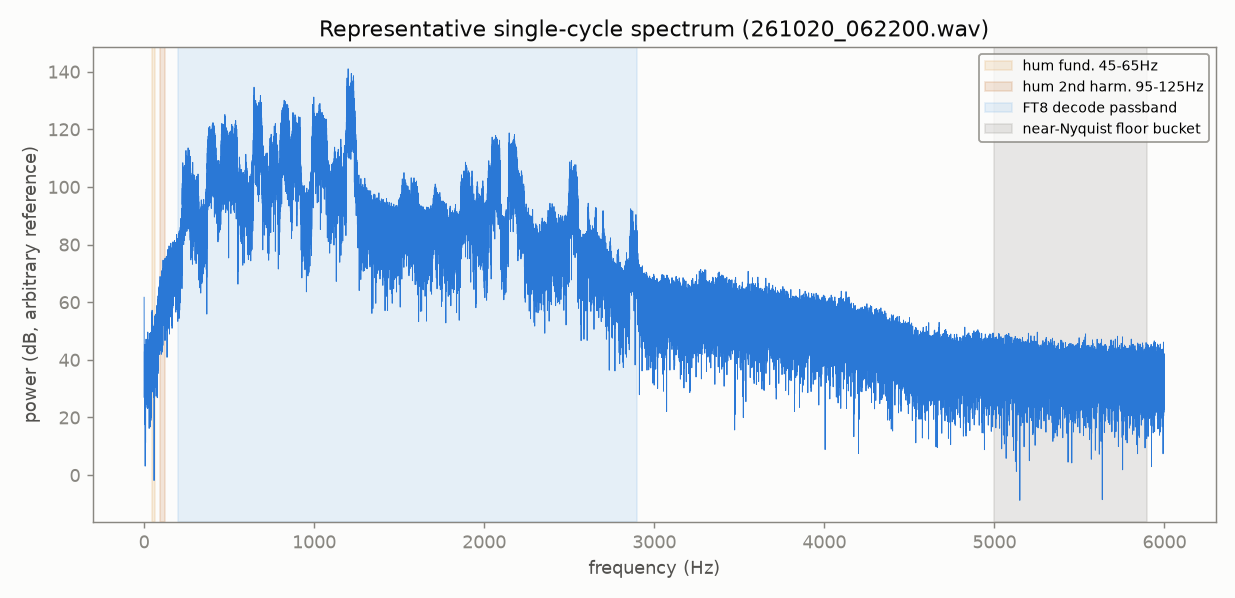 Representative single-cycle spectrum (261020_062200.wav)
hum fund. 45-65Hz
hum 2nd harm. 95-125Hz
FT8 decode passband
near-Nyquist floor bucket
power (dB, arbitrary reference)
140
120
100
80
60
40
20
0
0 1000 2000 3000 4000 5000 6000
frequency (Hz)